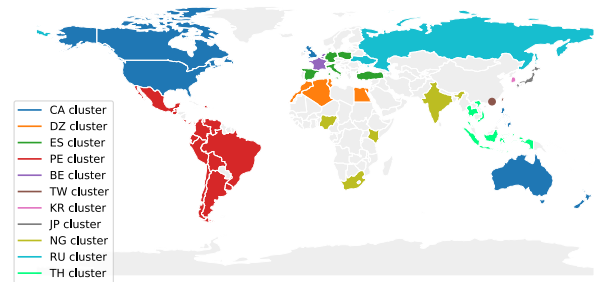 CA cluster
DZ cluster
ES cluster
PE cluster
BE cluster
TW cluster
KR cluster
JP cluster
NG cluster
RU cluster
TH cluster